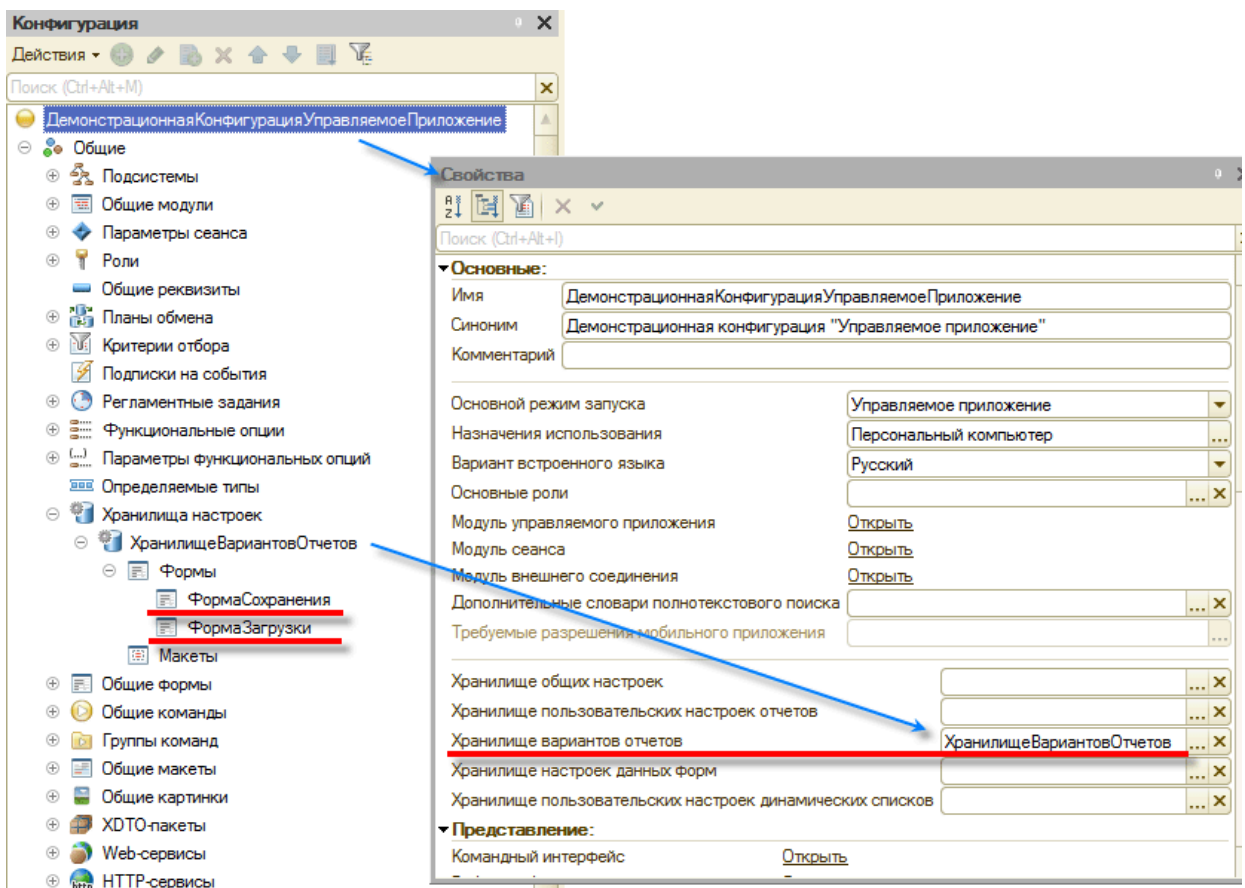 Конфигурация
Действия
Поиск (Ctrl+Alt+M)
ДемонстрационнаяКонфигурацияУправляемоеПриложение
Общие
Подсистемы
Общие модули
Параметры сеанса
Роли
Общие реквизиты
Планы обмена
Критерии отбора
Подписки на события
Регламентные задания
Функциональные опции
Параметры функциональных опций
Определяемые типы
Хранилища настроек
ХранилищеВариантовОтчетов
Формы
ФормаСохранения
ФормаЗагрузки
Макеты
Общие формы
Общие команды
Группы команд
Общие макеты
Общие картинки
XDTO-пакеты
Web-сервисы
HTTP-сервисы
Свойства
Поиск (Ctrl+Alt+I)
Основные:
Имя ДемонстрационнаяКонфигурацияУправляемоеПриложение
Синоним Демонстрационная конфигурация "Управляемое приложение"
Комментарий
Основной режим запуска Управляемое приложение
Назначения использования Персональный компьютер ...
Вариант встроенного языка Русский
Основные роли ...
Модуль управляемого приложения Открыть
Модуль сеанса Открыть
Модуль внешнего соединения Открыть
Дополнительные словари полнотекстового поиска ...
Требуемые разрешения мобильного приложения ...
Хранилище общих настроек ...
Хранилище пользовательских настроек отчетов ...
Хранилище вариантов отчетов ХранилищеВариантовОтчетов ...
Хранилище настроек данных форм ...
Хранилище пользовательских настроек динамических списков ...
Представление:
Командный интерфейс Открыть